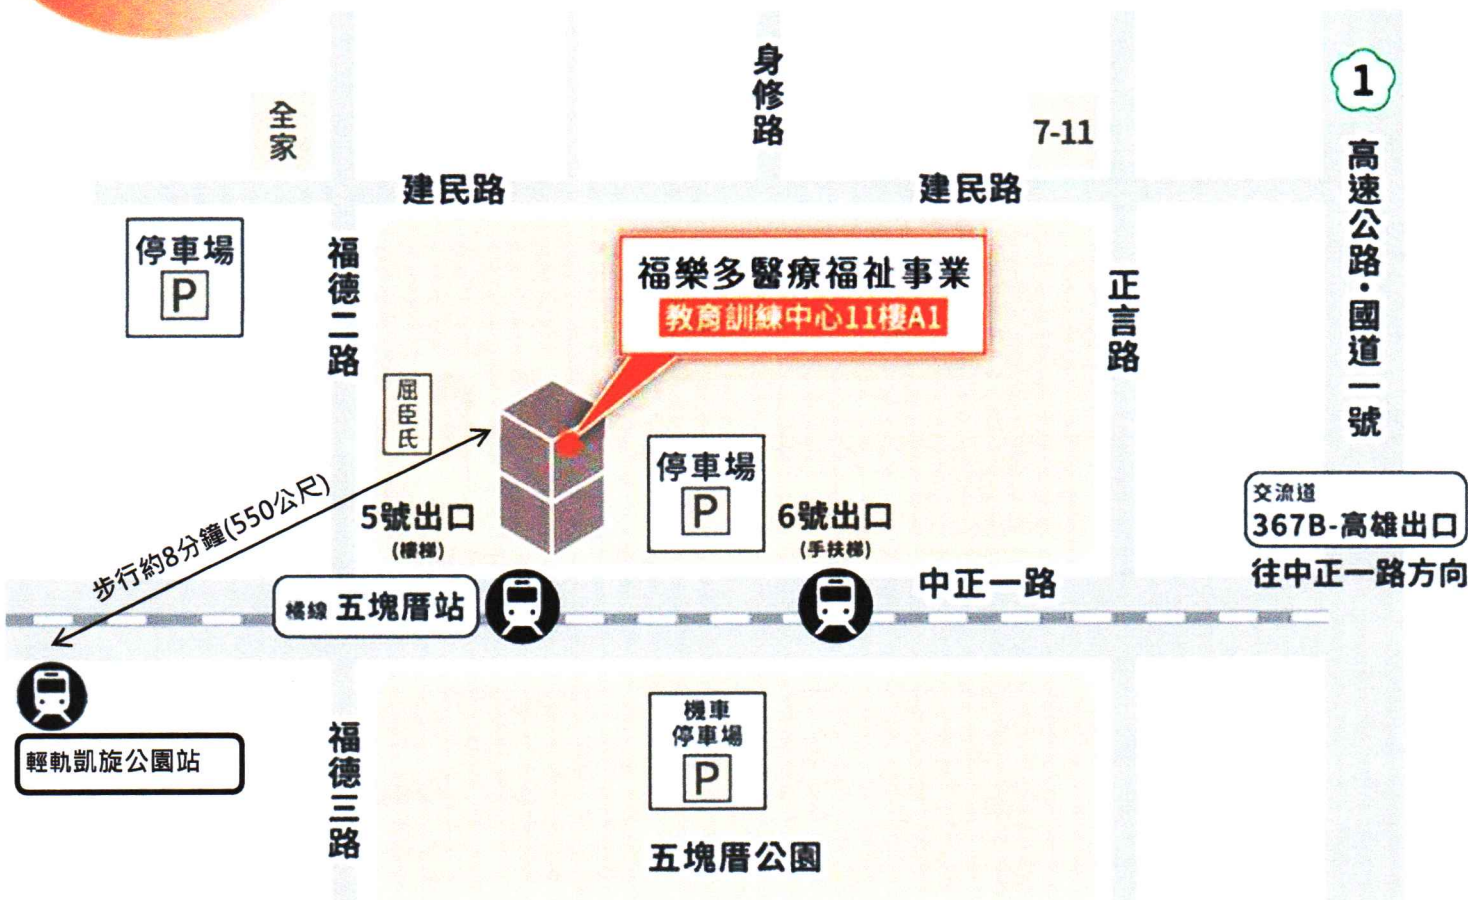 身修路
1
全家
7-11
高速公路・國道一號
建民路
建民路
停車場
P
福德二路
福樂多醫療福祉事業
教育訓練中心11樓A1
正言路
屈臣氏
停車場
P
步行約8分鐘(550公尺)
5號出口
(樓梯)
6號出口
(手扶梯)
交流道
367B-高雄出口
往中正一路方向
中正一路
橘線 五塊厝站
輕軌凱旋公園站
福德三路
機車
停車場
P
五塊厝公園